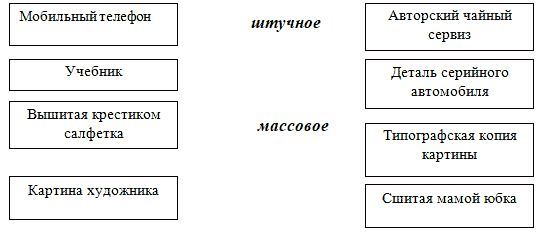 Мобильный телефон
штучное
Авторский чайный
сервиз
Учебник
Деталь серийного
автомобиля
Вышитая крестиком
салфетка
массовое
Типографская копия
картины
Картина художника
Сшитая мамой юбка